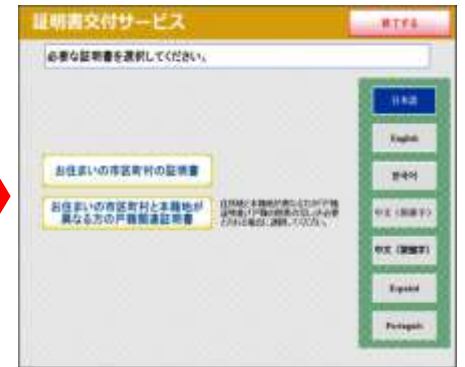 証明書交付サービス
終了する
必要な証明書を選択してください。
日本語
English
お住まいの市区町村の証明書
한국어
お住まいの市区町村と本籍地が
異なる方の戸籍関連証明書
中文（簡体字）
中文（繁體字）
Español
Português